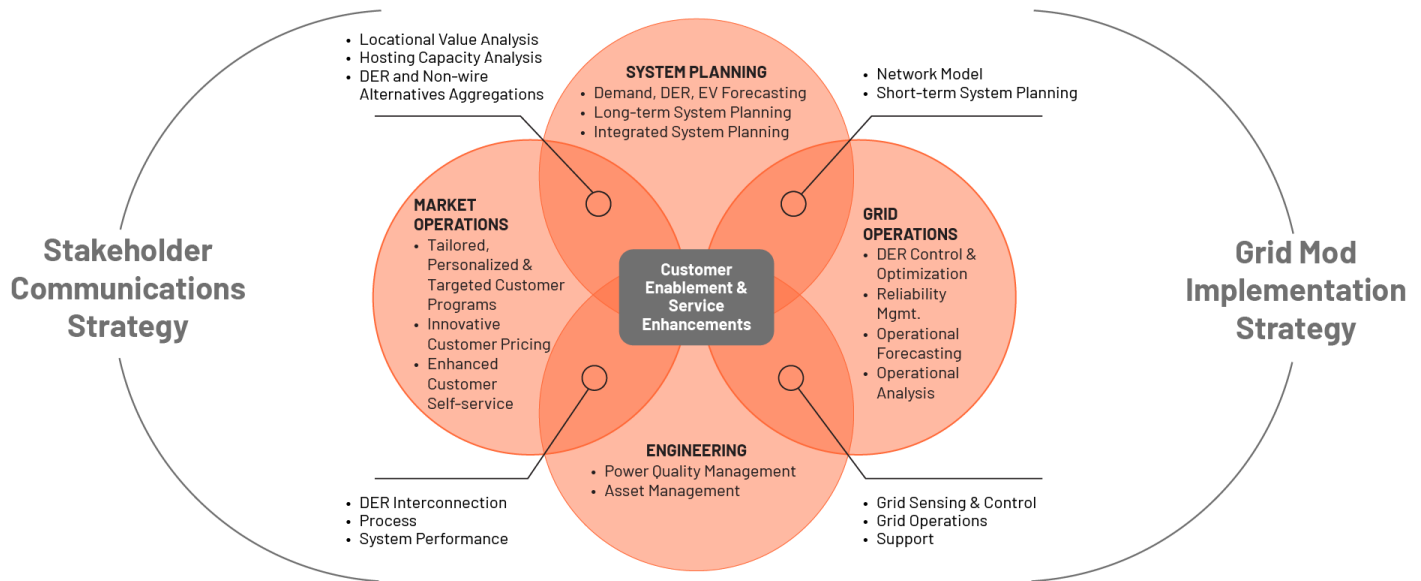 • Locational Value Analysis
• Hosting Capacity Analysis
• DER and Non-wire
Alternatives Aggregations
SYSTEM PLANNING
• Demand, DER, EV Forecasting
• Long-term System Planning
• Integrated System Planning
• Network Model
• Short-term System Planning
Stakeholder
Communications
Strategy
MARKET
OPERATIONS
• Tailored,
Personalized &
Targeted Customer
Programs
• Innovative
Customer Pricing
• Enhanced
Customer
Self-service
Customer
Enablement &
Service
Enhancements
GRID
OPERATIONS
• DER Control &
Optimization
• Reliability
Mgmt.
• Operational
Forecasting
• Operational
Analysis
Grid Mod
Implementation
Strategy
ENGINEERING
• Power Quality Management
• Asset Management
• DER Interconnection
• Process
• System Performance
• Grid Sensing & Control
• Grid Operations
• Support